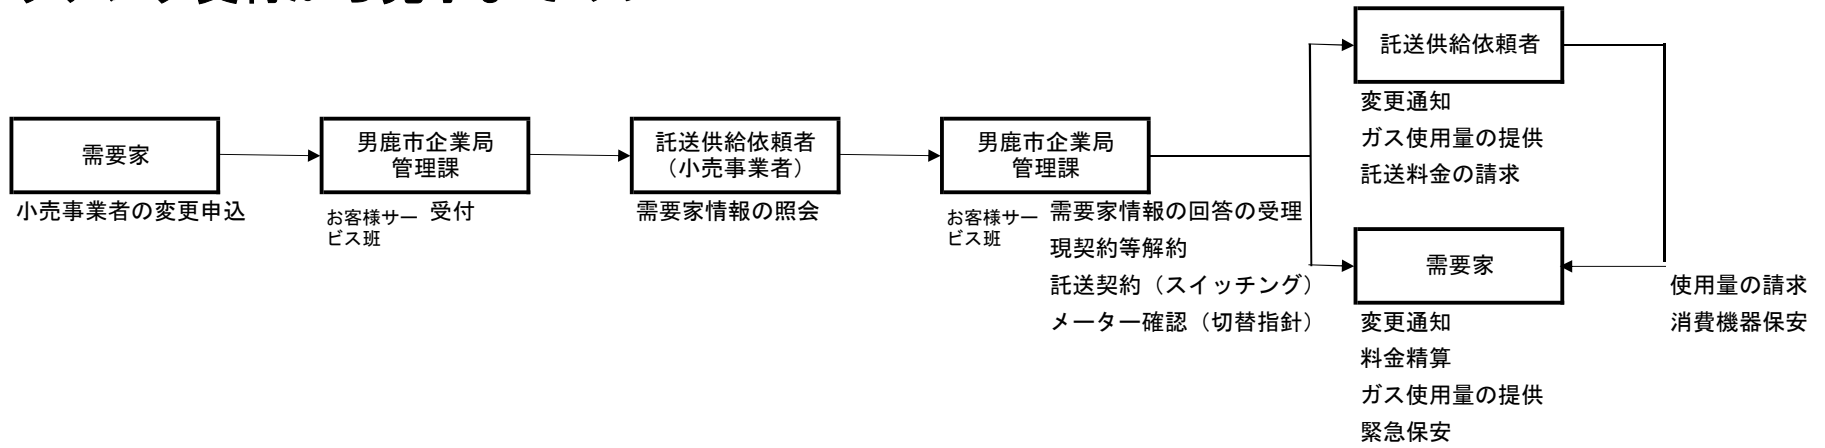 需要家
小売事業者の変更申込
男鹿市企業局
管理課
お客様サー
ビス班
受付
託送供給依頼者
（小売事業者）
需要家情報の照会
男鹿市企業局
管理課
お客様サー
ビス班
需要家情報の回答の受理
現契約等解約
託送契約（スイッチング）
メーター確認（切替指針）
託送供給依頼者
変更通知
ガス使用量の提供
託送料金の請求
需要家
変更通知
料金精算
ガス使用量の提供
緊急保安
使用量の請求
消費機器保安